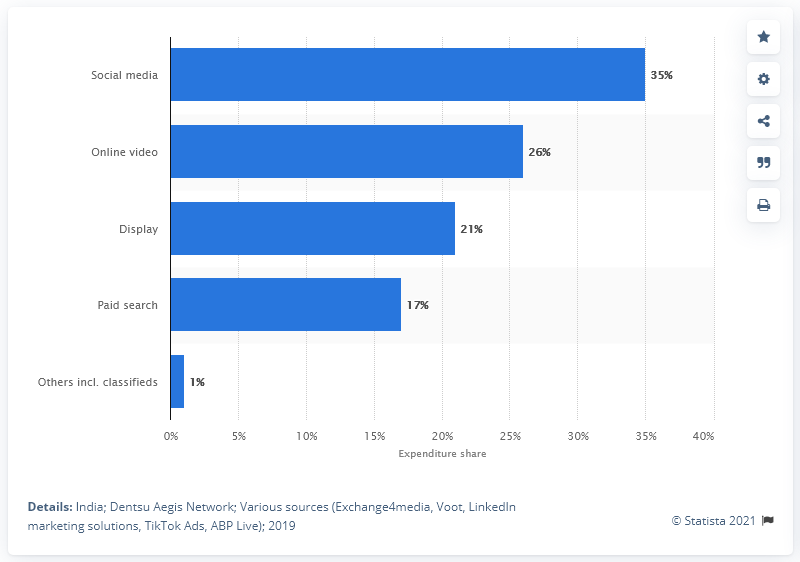 Social media
35%
Online video
26%
Display
21%
Paid search
17%
Others incl. classifieds
1%
0% 5% 10% 15% 20% 25% 30% 35% 40%
Expenditure share
Details: India; Dentsu Aegis Network; Various sources (Exchange4media, Voot, LinkedIn
marketing solutions, TikTok Ads, ABP Live); 2019
© Statista 2021